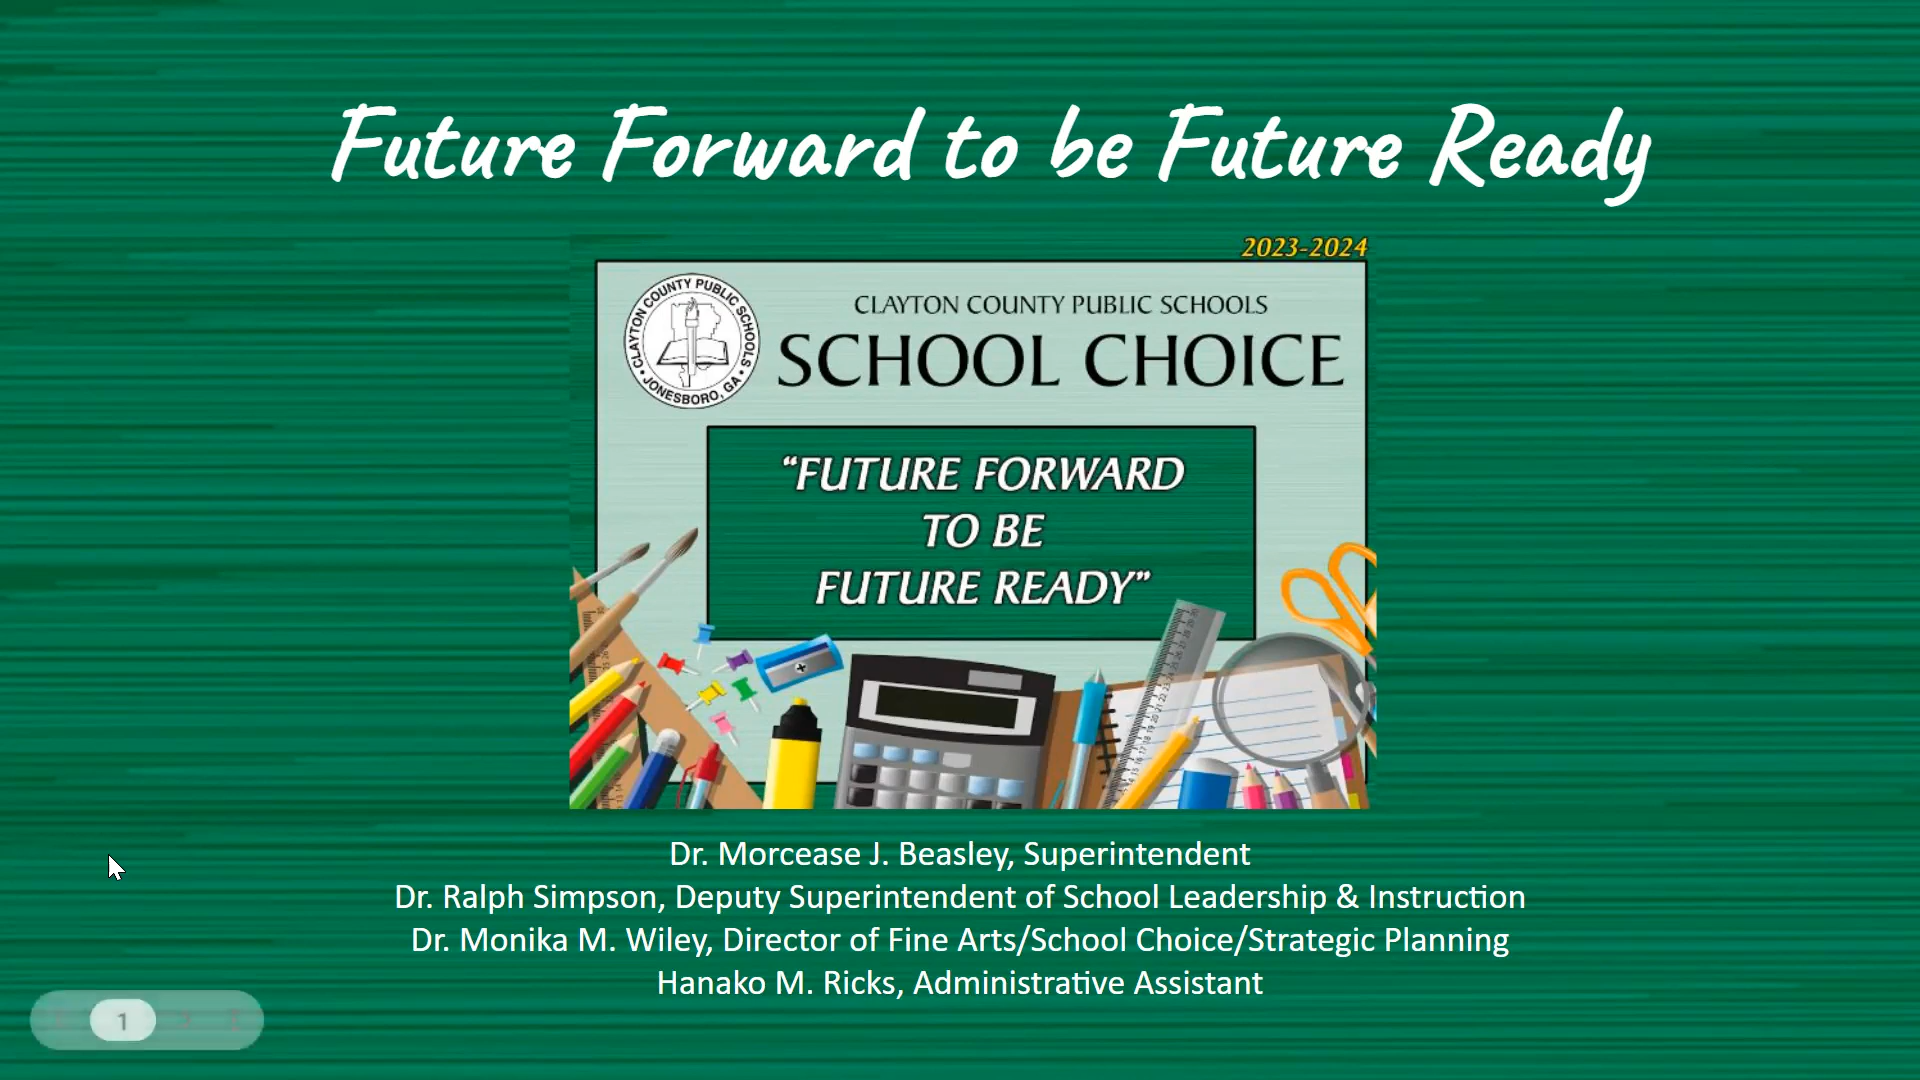 Future Forward to be Future Ready
2023-2024
CLAYTON COUNTY PUBLIC SCHOOLS
JONESBORO, GA
CLAYTON COUNTY PUBLIC SCHOOLS
SCHOOL CHOICE
“FUTURE FORWARD
TO BE
FUTURE READY”
Dr. Morcease J. Beasley, Superintendent
Dr. Ralph Simpson, Deputy Superintendent of School Leadership & Instruction
Dr. Monika M. Wiley, Director of Fine Arts/School Choice/Strategic Planning
Hanako M. Ricks, Administrative Assistant
1